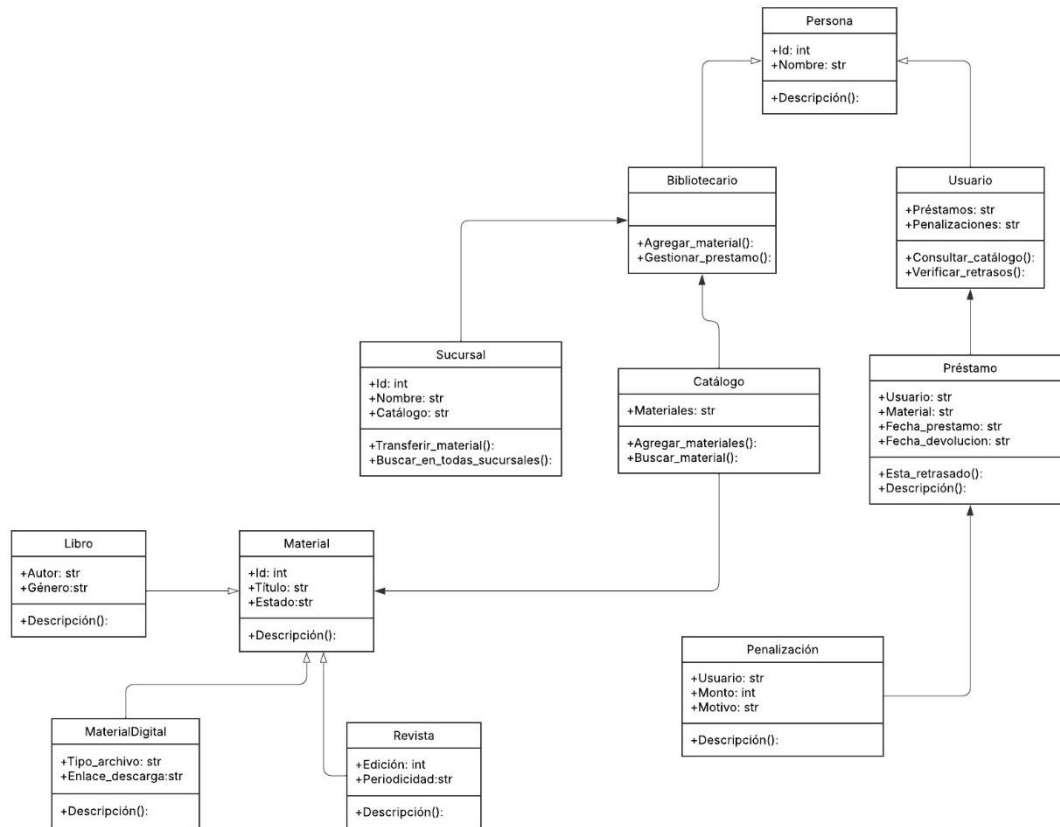 Persona
+Id: int
+Nombre: str
+Descripción():
Bibliotecario
+Agregar_material():
+Gestionar_prestamo():
Usuario
+Préstamos: str
+Penalizaciones: str
+Consultar_catálogo():
+Verificar_retrasos():
Sucursal
+Id: int
+Nombre: str
+Catálogo: str
+Transferir_material():
+Buscar_en_todas_sucursales():
Catálogo
+Materiales: str
+Agregar_materiales():
+Buscar_material():
Préstamo
+Usuario: str
+Material: str
+Fecha_prestamo: str
+Fecha_devolucion: str
+Esta_retrasado():
+Descripción():
Libro
+Autor: str
+Género:str
+Descripción():
Material
+Id: int
+Título: str
+Estado:str
+Descripción():
Penalización
+Usuario: str
+Monto: int
+Motivo: str
+Descripción():
MaterialDigital
+Tipo_archivo: str
+Enlace_descarga:str
+Descripción():
Revista
+Edición: int
+Periodicidad:str
+Descripción():